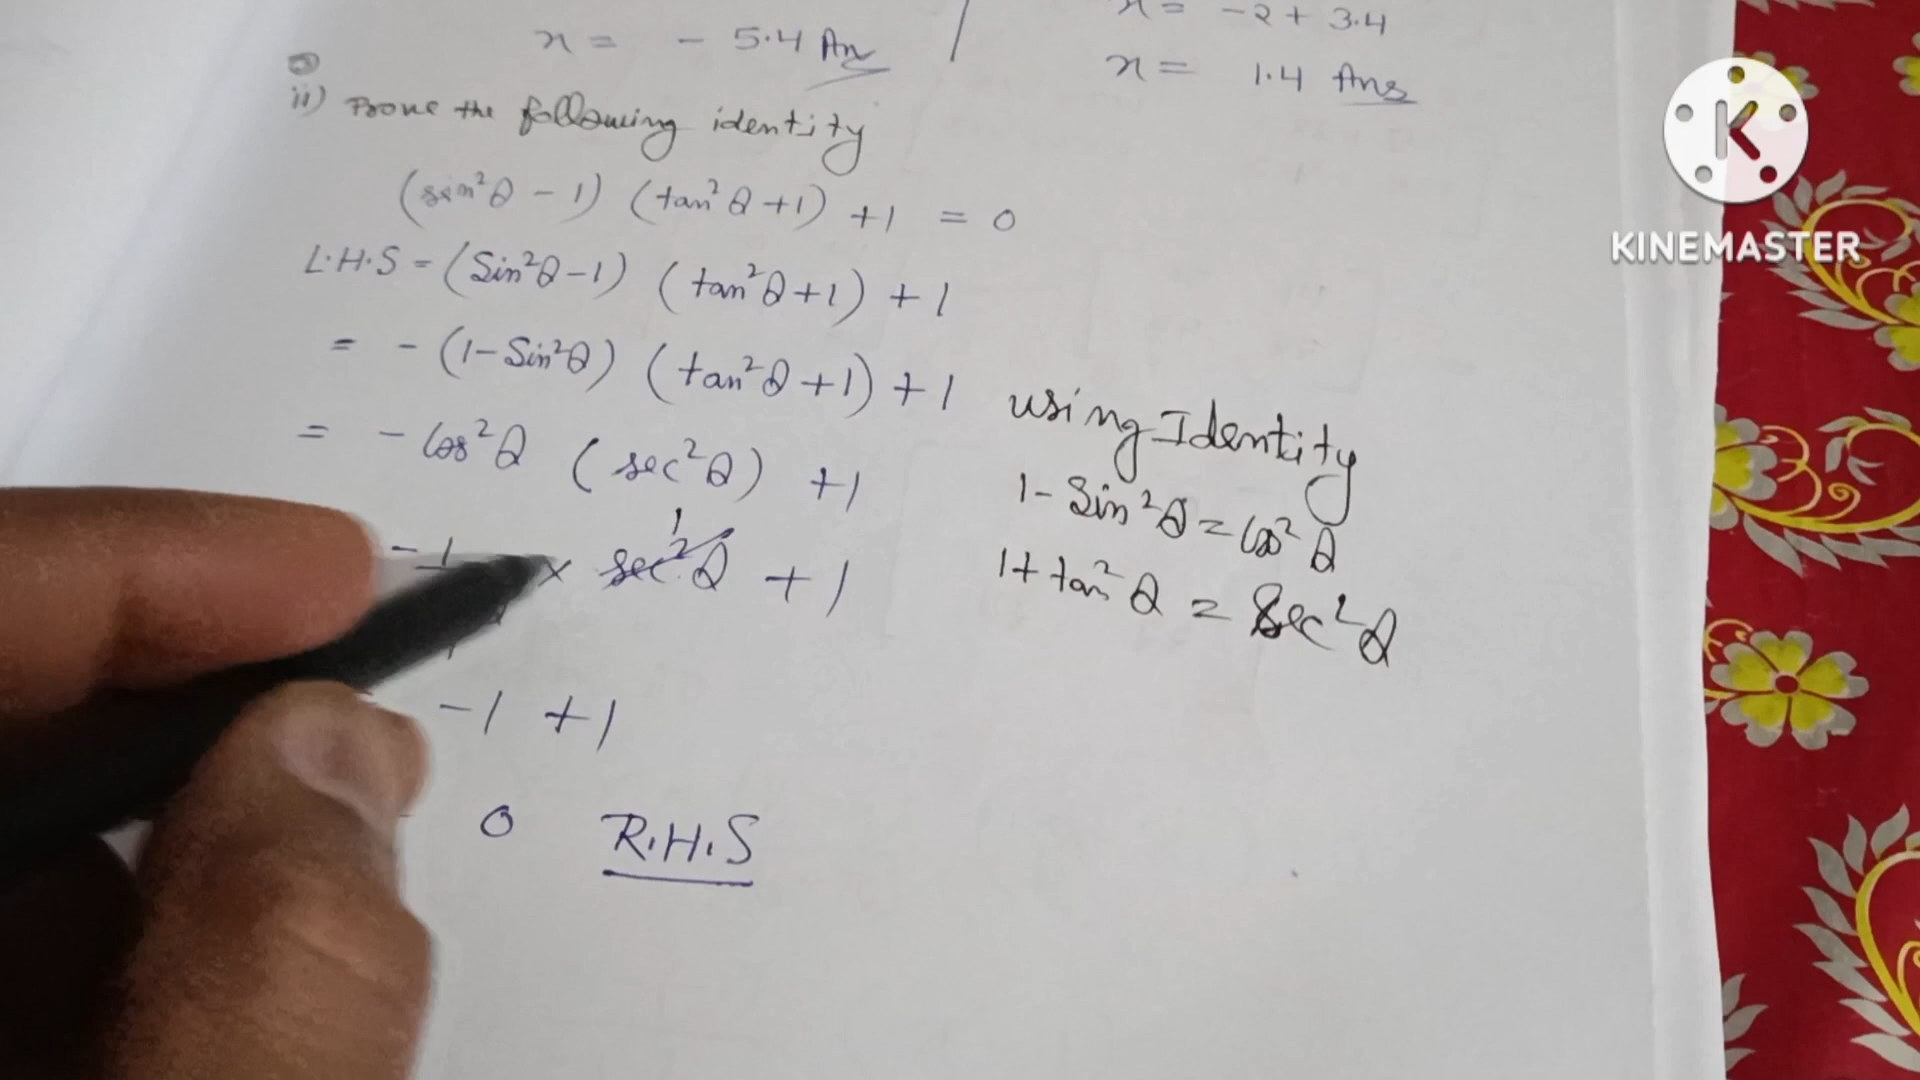 x = -2 + 3.4
x = - 5.4 Ans
x = 1.4 Ans
ii) Prove the following identity
(sin²θ - 1) (tan²θ + 1) + 1 = 0
L.H.S = (Sin²θ - 1) (tan²θ + 1) + 1
= - (1 - Sin²θ) (tan²θ + 1) + 1
= - Cos²θ (sec²θ) + 1
-1 × sec²θ + 1
1
-1 + 1
0 R.H.S
using Identity
1 - Sin²θ = Cos²θ
1 + tan²θ = Sec²θ
K
KINEMASTER